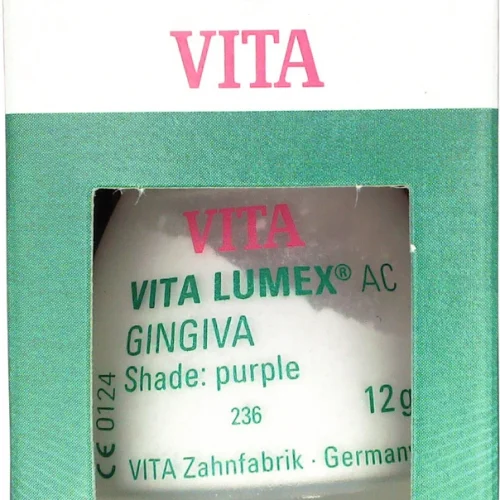 VITA
VITA
VITA LUMEX® AC
GINGIVA
Shade: purple
236
12g
CE 0124
VITA Zahnfabrik · German